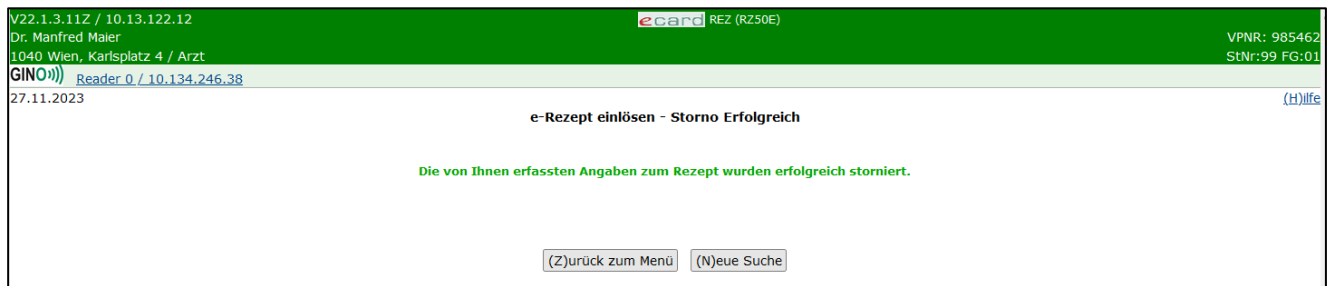 V22.1.3.11Z / 10.13.122.12 ecard REZ (RZ50E)
Dr. Manfred Maier VPNR: 985462
1040 Wien, Karlsplatz 4 / Arzt StNr:99 FG:01
GINO Reader 0 / 10.134.246.38
27.11.2023 (H)ilfe
e-Rezept einlösen - Storno Erfolgreich
Die von Ihnen erfassten Angaben zum Rezept wurden erfolgreich storniert.
(Z)urück zum Menü (N)eue Suche